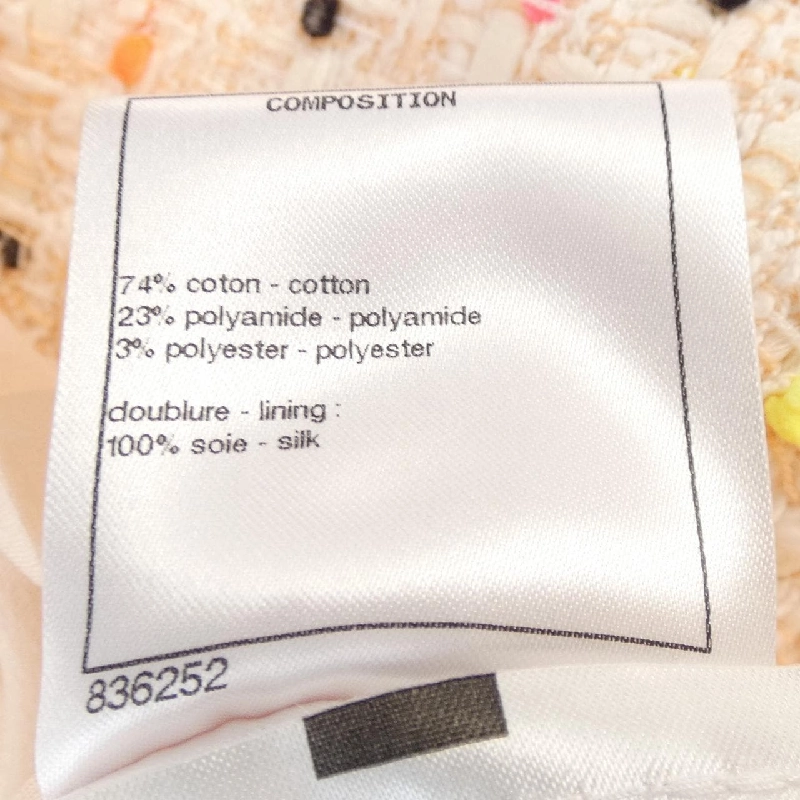 COMPOSITION
74% coton - cotton
23% polyamide - polyamide
3% polyester - polyester
doublure - lining :
100% soie - silk
836252